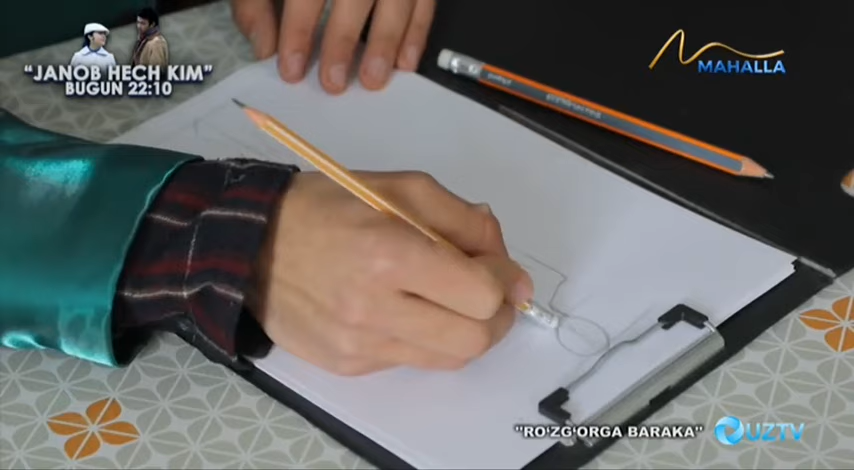 "JANOB HECH KIM"
BUGUN 22:10
MAHALLA
"RO'ZG'ORGA BARAKA"
UZTV